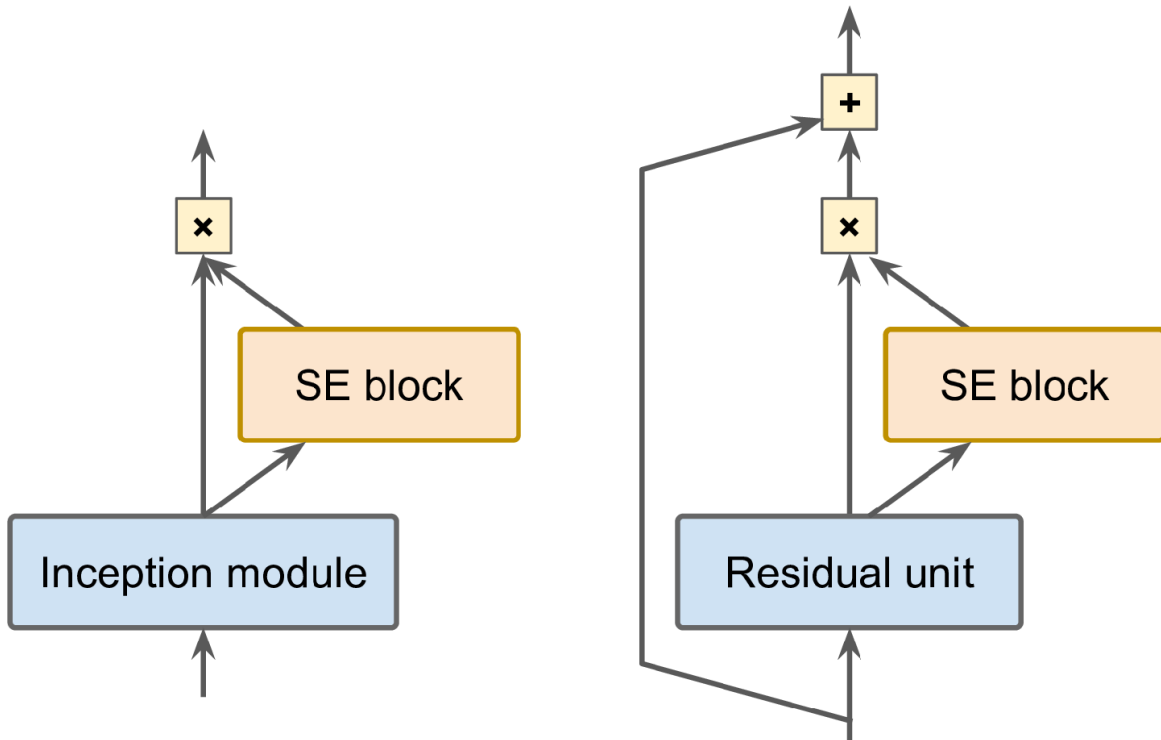 +
×
×
SE block
SE block
Inception module
Residual unit